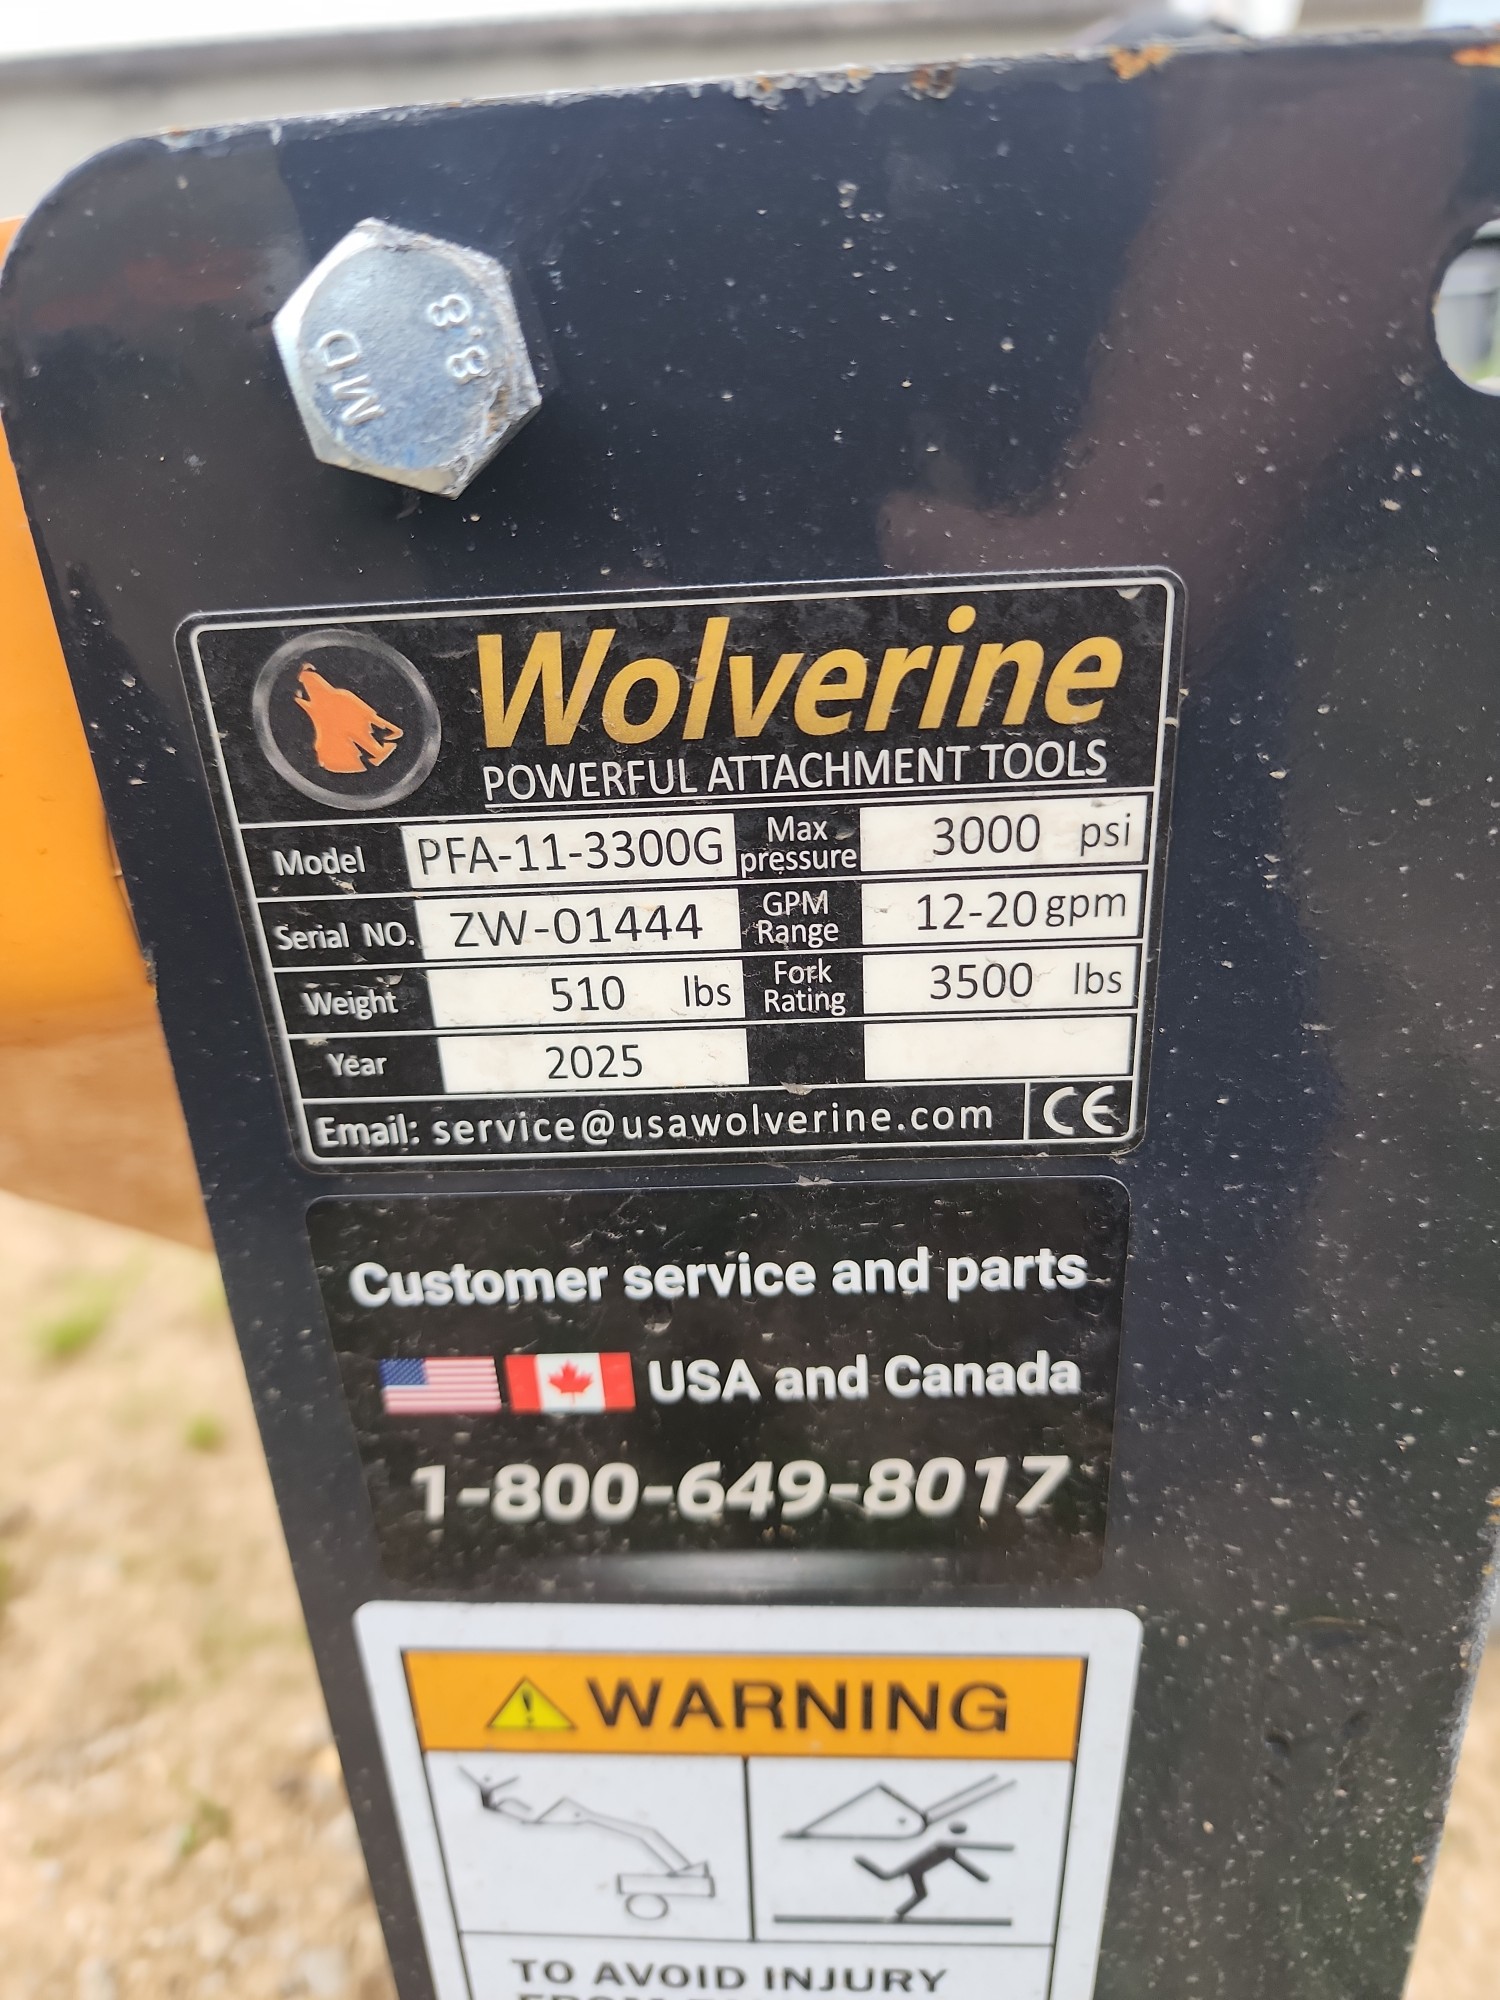 8.8
MD
Wolverine
POWERFUL ATTACHMENT TOOLS
Model PFA-11-3300G Max pressure 3000 psi
Serial NO. ZW-01444 GPM Range 12-20 gpm
Weight 510 lbs Fork Rating 3500 lbs
Year 2025
Email: service@usawolverine.com CE
Customer service and parts
USA and Canada
1-800-649-8017
WARNING
TO AVOID INJURY